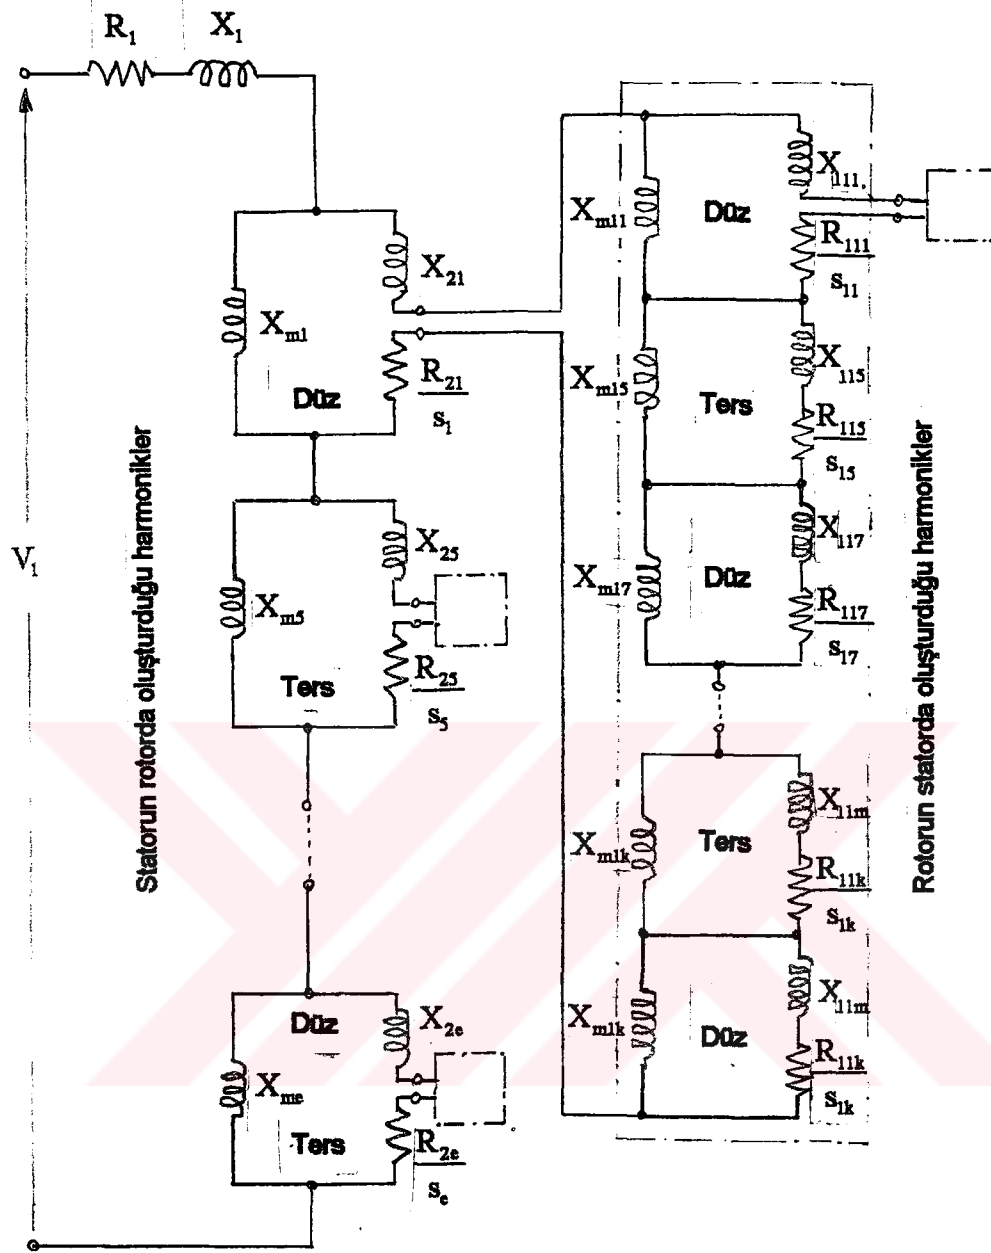 R1
X1
V1
Statorun rotorda oluşturduğu harmonikler
X21
Xm1
R21
s1
Düz
X25
Xm5
Ters
R25
s5
Düz
X2e
Xme
Ters
R2e
se
X111
Xm11
Düz
R111
s11
X115
Xm15
Ters
R115
s15
X117
Xm17
Düz
R117
s17
X11m
Xm1k
Ters
R11k
s1k
X11m
Xm1k
Düz
R11k
s1k
Rotorun statorda oluşturduğu harmonikler